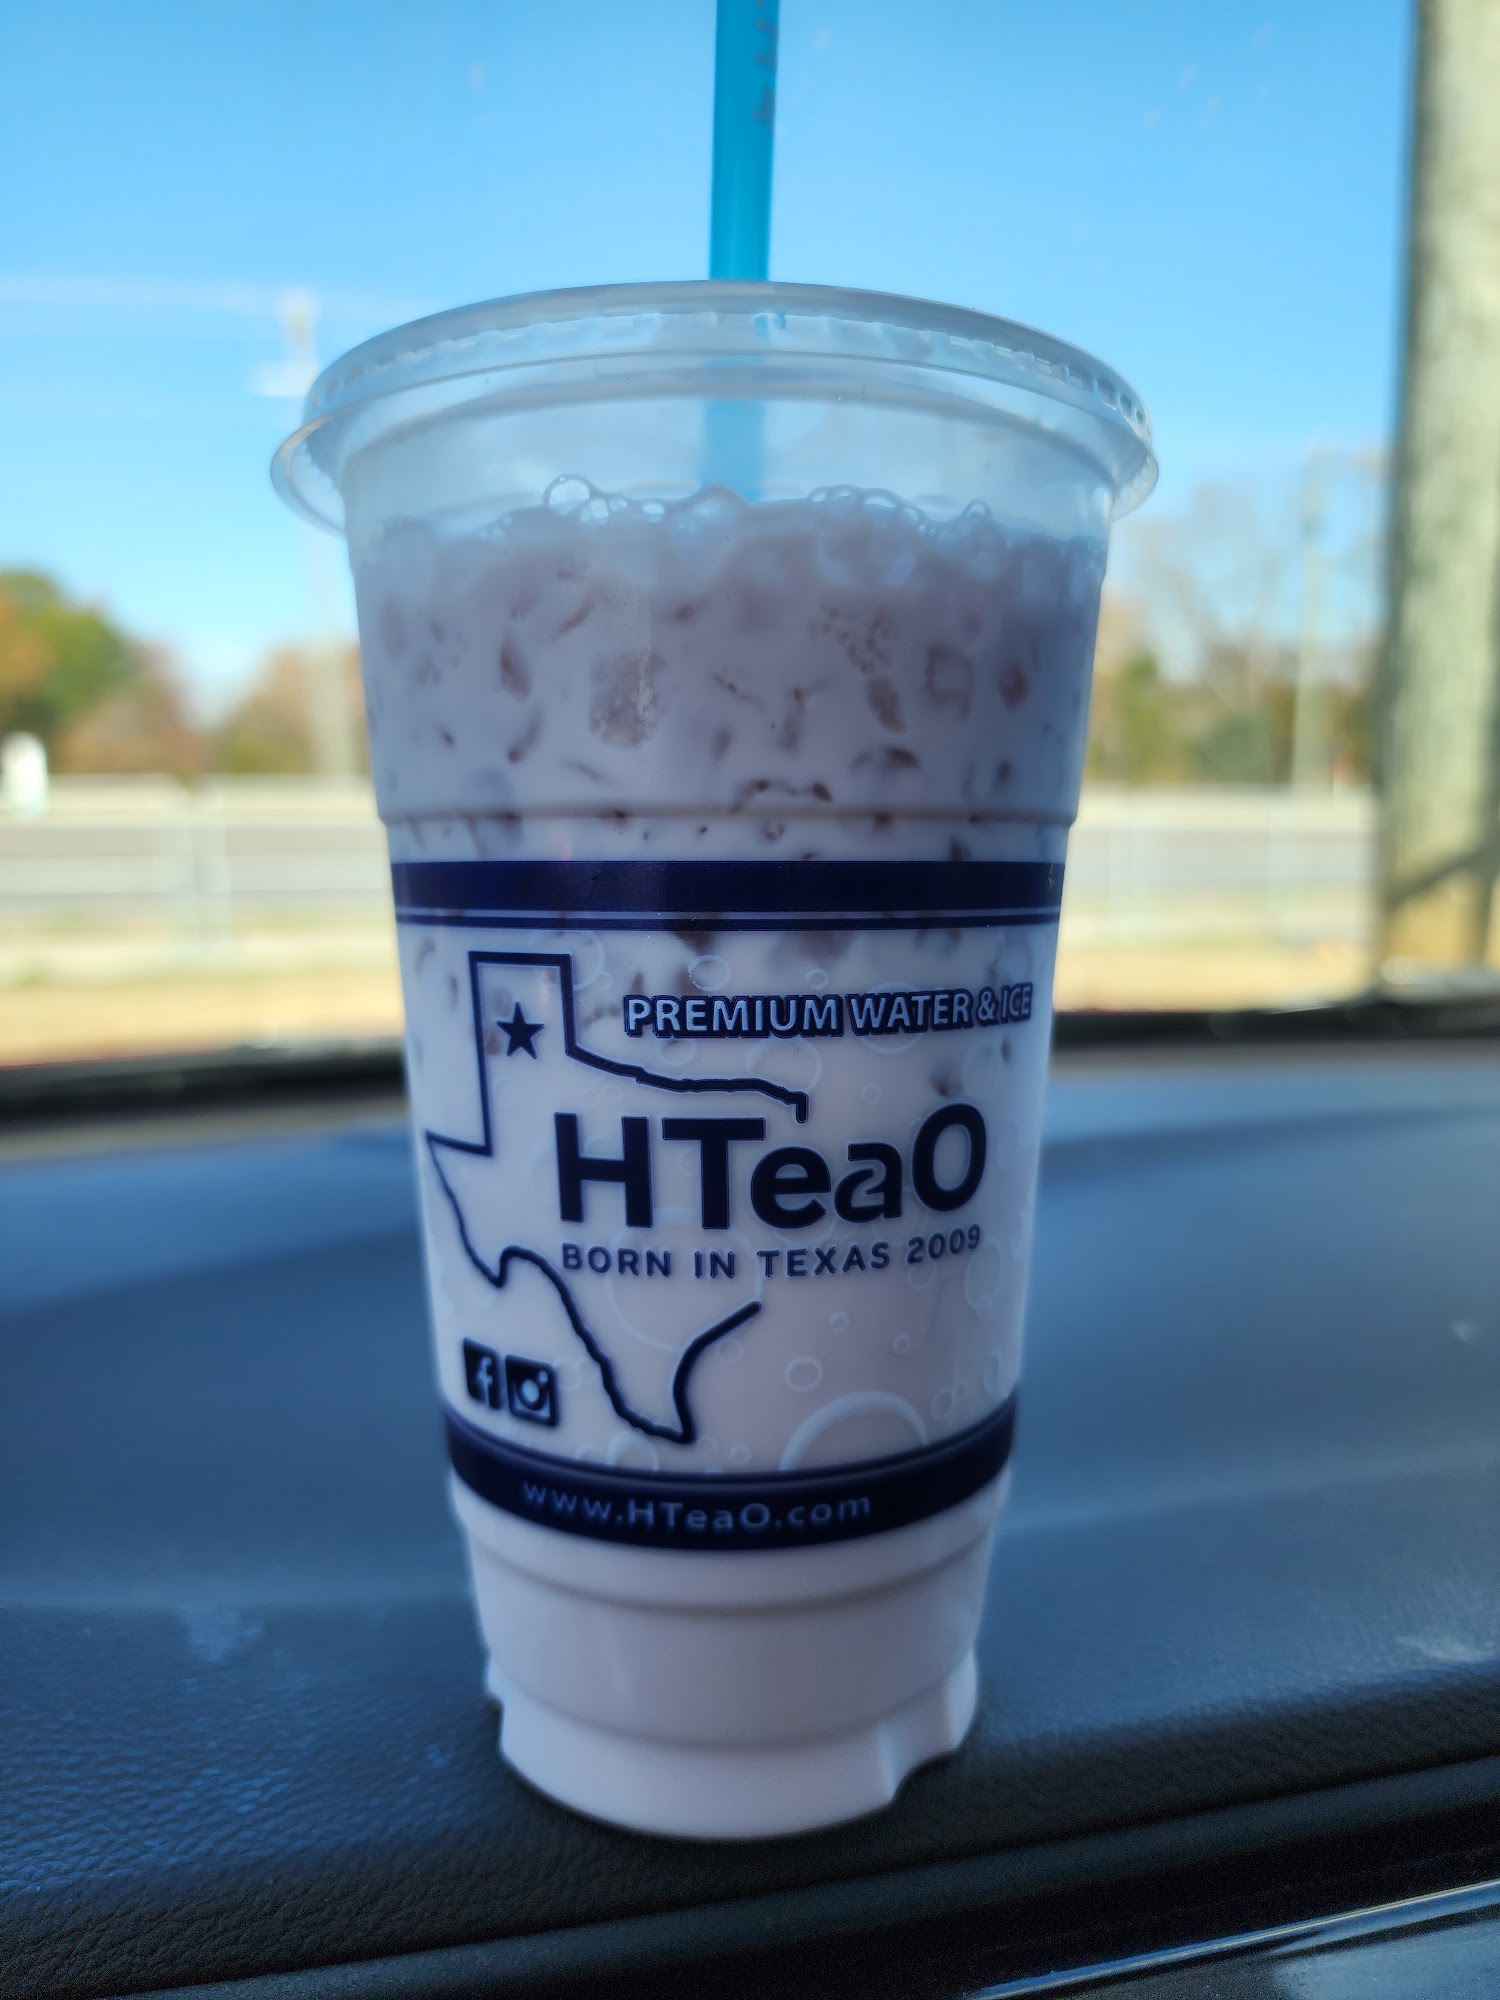 PREMIUM WATER & ICE
HTeaO
BORN IN TEXAS 2009
www.HTeaO.com